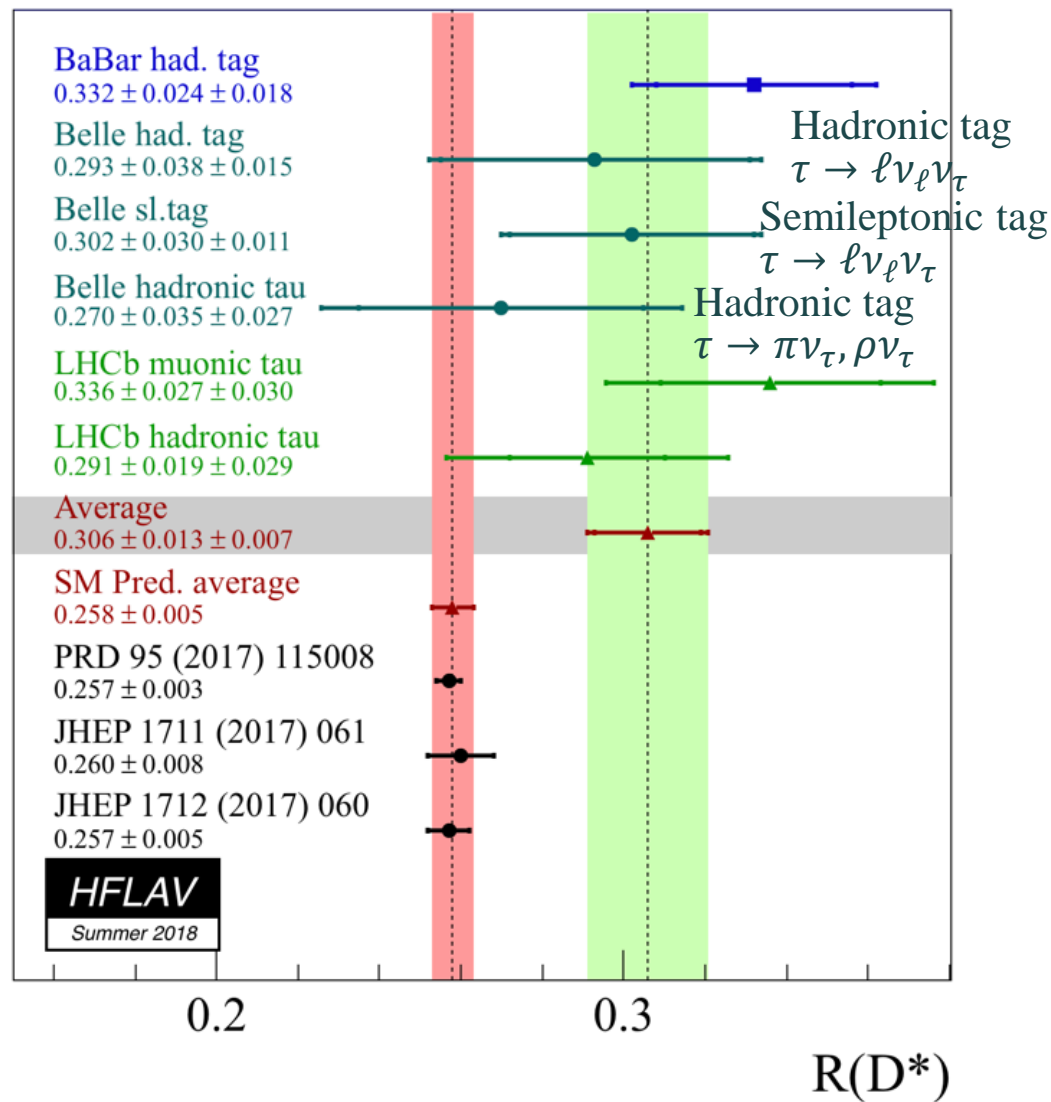 BaBar had. tag
0.332 ± 0.024 ± 0.018
Belle had. tag
0.293 ± 0.038 ± 0.015
Hadronic tag
τ → ℓν_ℓν_τ
Belle sl.tag
0.302 ± 0.030 ± 0.011
Semileptonic tag
τ → ℓν_ℓν_τ
Belle hadronic tau
0.270 ± 0.035 ± 0.027
Hadronic tag
τ → πν_τ, ρν_τ
LHCb muonic tau
0.336 ± 0.027 ± 0.030
LHCb hadronic tau
0.291 ± 0.019 ± 0.029
Average
0.306 ± 0.013 ± 0.007
SM Pred. average
0.258 ± 0.005
PRD 95 (2017) 115008
0.257 ± 0.003
JHEP 1711 (2017) 061
0.260 ± 0.008
JHEP 1712 (2017) 060
0.257 ± 0.005
HFLAV
Summer 2018
0.2 0.3
R(D*)